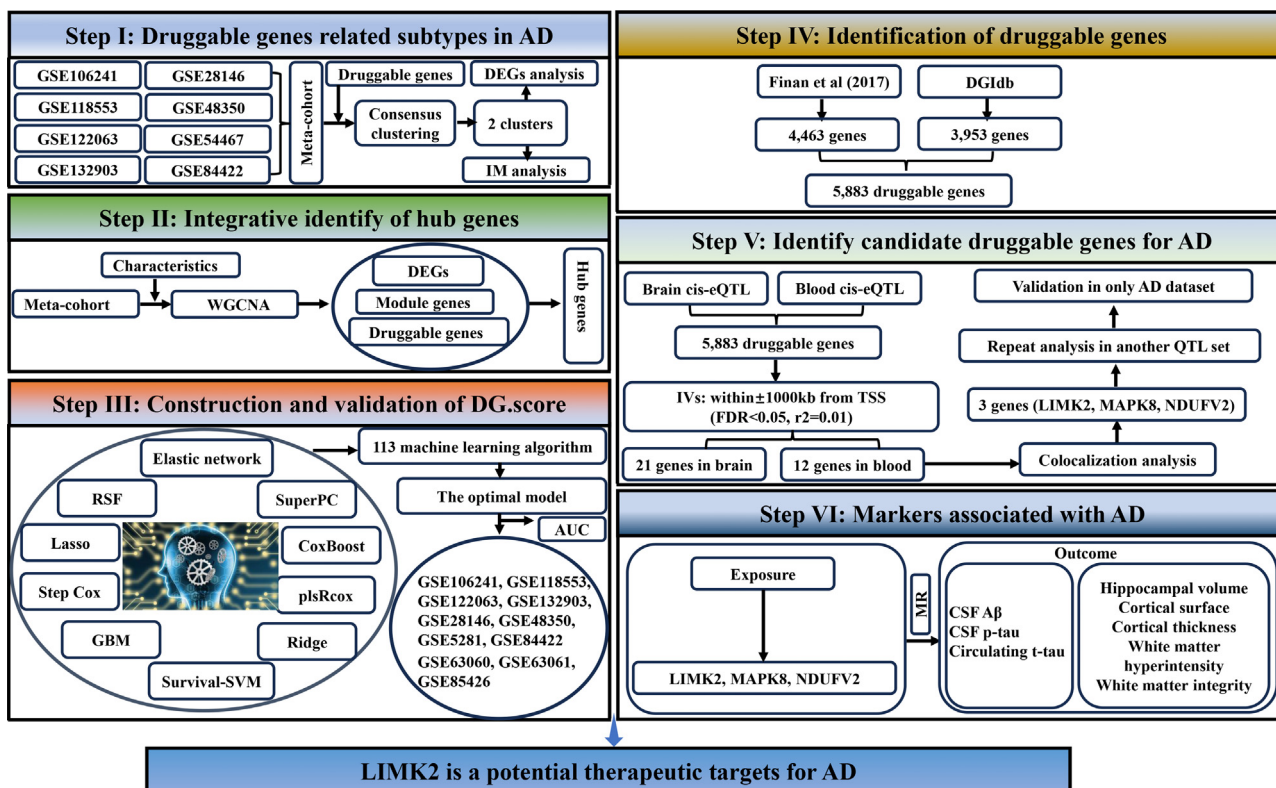 Step I: Druggable genes related subtypes in AD
GSE106241
GSE28146
GSE118553
GSE48350
GSE122063
GSE54467
GSE132903
GSE84422
Meta-cohort
Druggable genes
DEGs analysis
Consensus
clustering
2 clusters
IM analysis
Step II: Integrative identify of hub genes
Characteristics
Meta-cohort
WGCNA
DEGs
Module genes
Druggable genes
Hub genes
Step III: Construction and validation of DG.score
Elastic network
RSF
SuperPC
Lasso
CoxBoost
Step Cox
plsRcox
GBM
Ridge
Survival-SVM
113 machine learning algorithm
The optimal model
AUC
GSE106241, GSE118553,
GSE122063, GSE132903,
GSE28146, GSE48350,
GSE5281, GSE84422
GSE63060, GSE63061,
GSE85426
Step IV: Identification of druggable genes
Finan et al (2017)
DGIdb
4,463 genes
3,953 genes
5,883 druggable genes
Step V: Identify candidate druggable genes for AD
Brain cis-eQTL
Blood cis-eQTL
5,883 druggable genes
IVs: within±1000kb from TSS
(FDR<0.05, r2=0.01)
21 genes in brain
12 genes in blood
Validation in only AD dataset
Repeat analysis in another QTL set
3 genes (LIMK2, MAPK8, NDUFV2)
Colocalization analysis
Step VI: Markers associated with AD
Exposure
LIMK2, MAPK8, NDUFV2
MR
Outcome
CSF Aβ
CSF p-tau
Circulating t-tau
Hippocampal volume
Cortical surface
Cortical thickness
White matter
hyperintensity
White matter integrity
LIMK2 is a potential therapeutic targets for AD